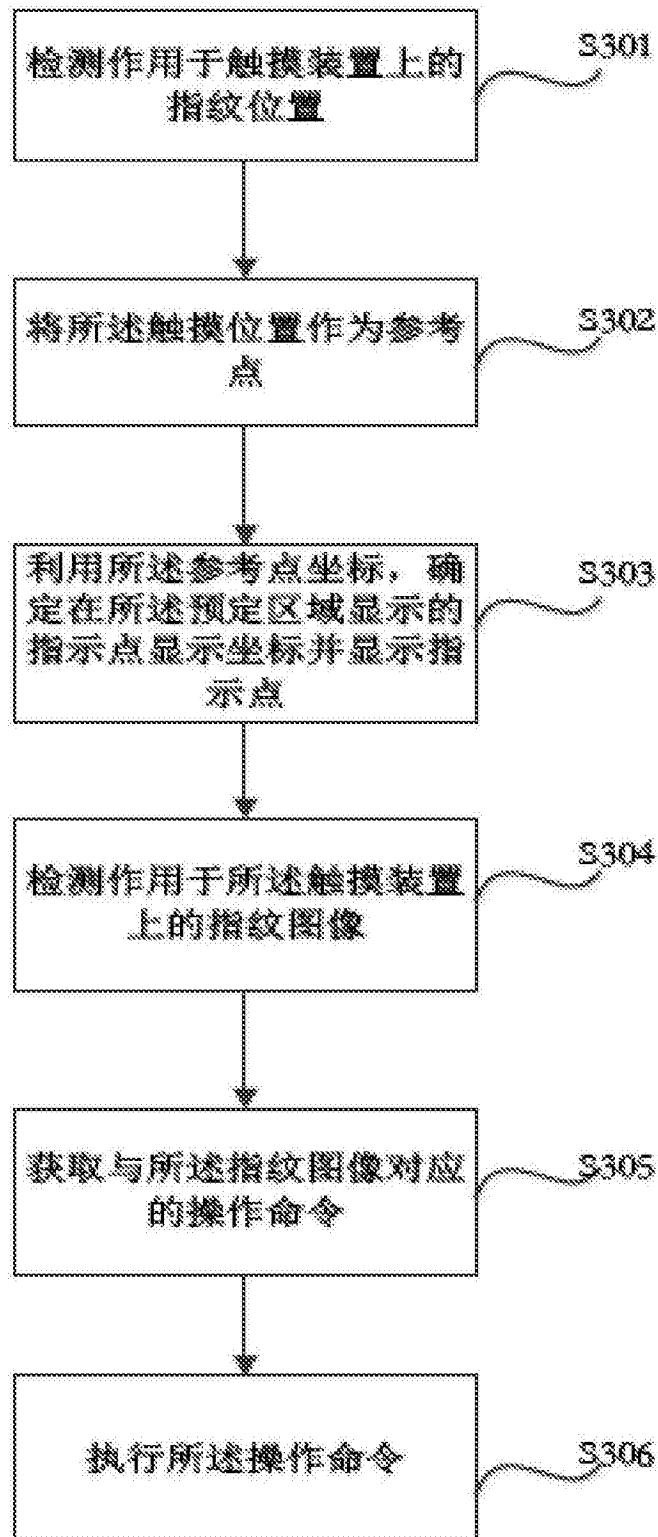 检测作用于触摸装置上的
指纹位置
S301
将所述触摸位置作为参考
点
S302
利用所述参考点坐标，确
定在所述预定区域显示的
指示点显示坐标并显示指
示点
S303
检测作用于所述触摸装置
上的指纹图像
S304
获取与所述指纹图像对应
的操作命令
S305
执行所述操作命令
S306